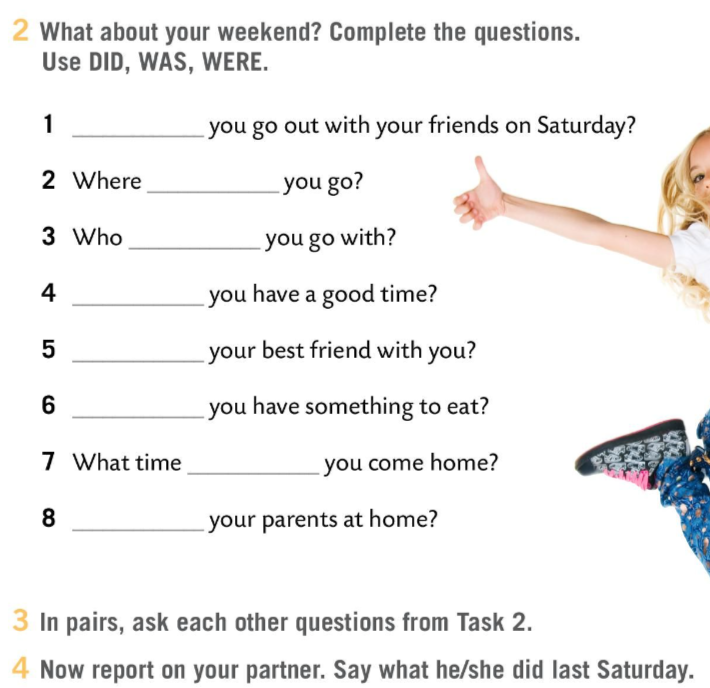 2 What about your weekend? Complete the questions.
Use DID, WAS, WERE.
1 __________ you go out with your friends on Saturday?
2 Where __________ you go?
3 Who __________ you go with?
4 __________ you have a good time?
5 __________ your best friend with you?
6 __________ you have something to eat?
7 What time __________ you come home?
8 __________ your parents at home?
3 In pairs, ask each other questions from Task 2.
4 Now report on your partner. Say what he/she did last Saturday.